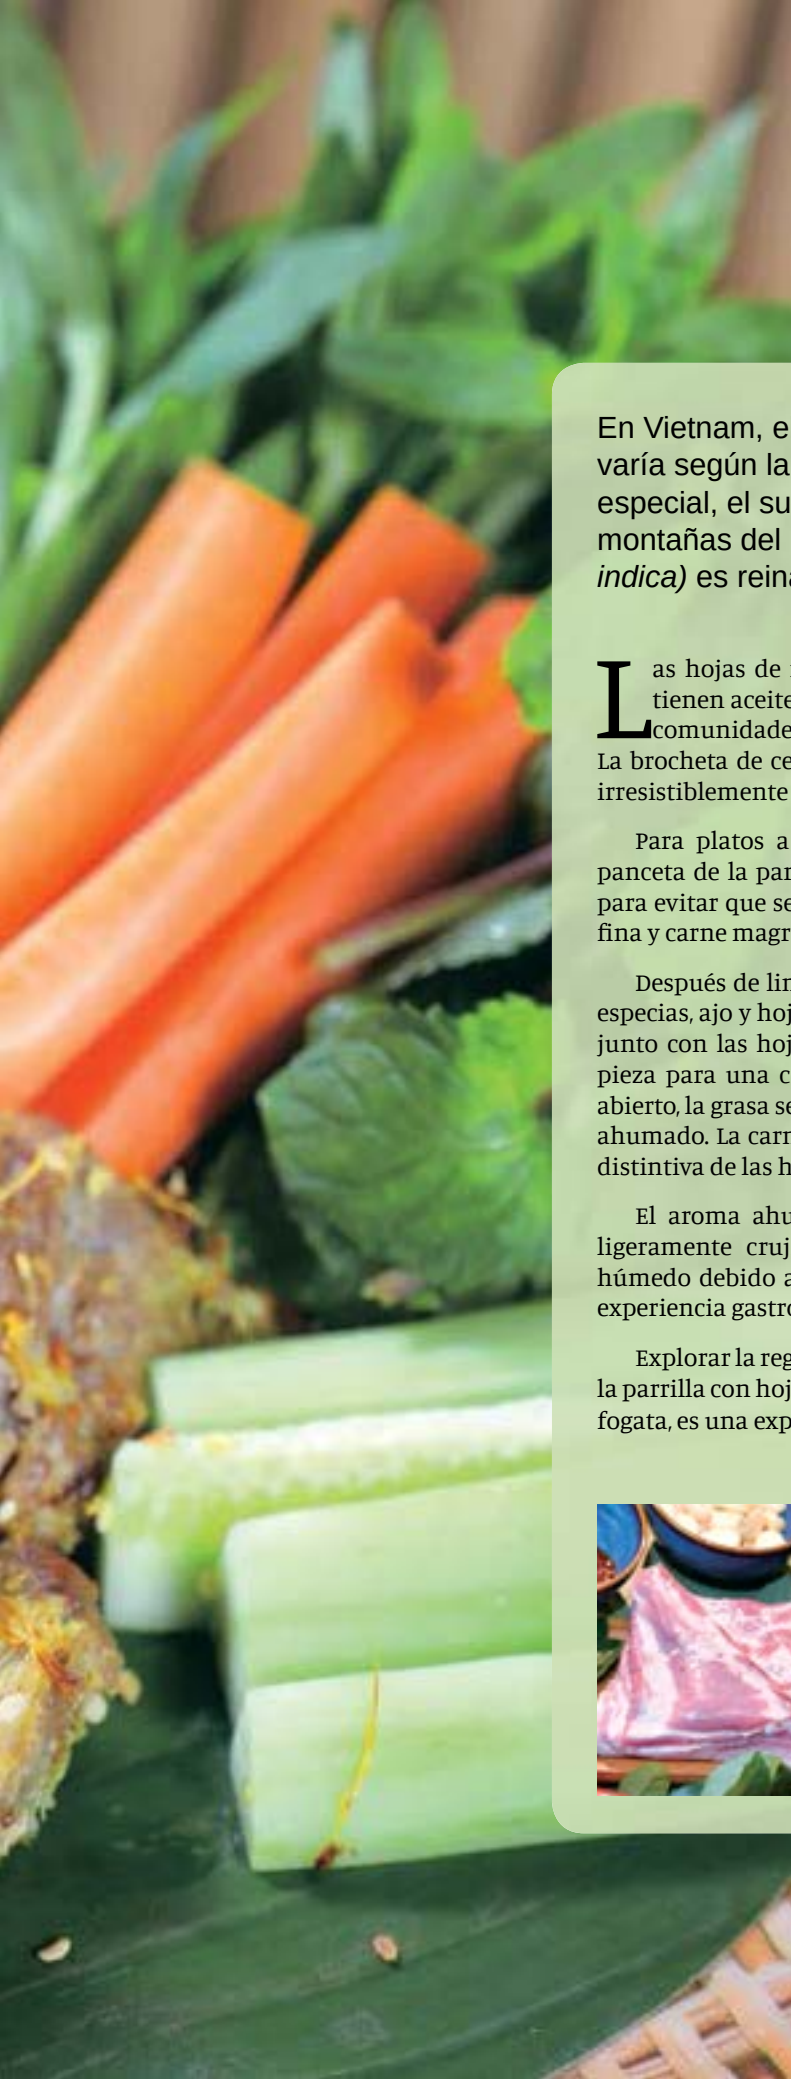 En Vietnam, e
varía según la
especial, el su
montañas del
indica) es rein
Las hojas de
tienen aceite
comunidade
La brocheta de ce
irresistiblemente
Para platos a
panceta de la par
para evitar que se
fina y carne magr
Después de lim
especias, ajo y hoj
junto con las hoj
pieza para una c
abierto, la grasa se
ahumado. La carn
distintiva de las h
El aroma ahu
ligeramente cruj
húmedo debido a
experiencia gastro
Explorar la reg
la parrilla con hoj
fogata, es una exp